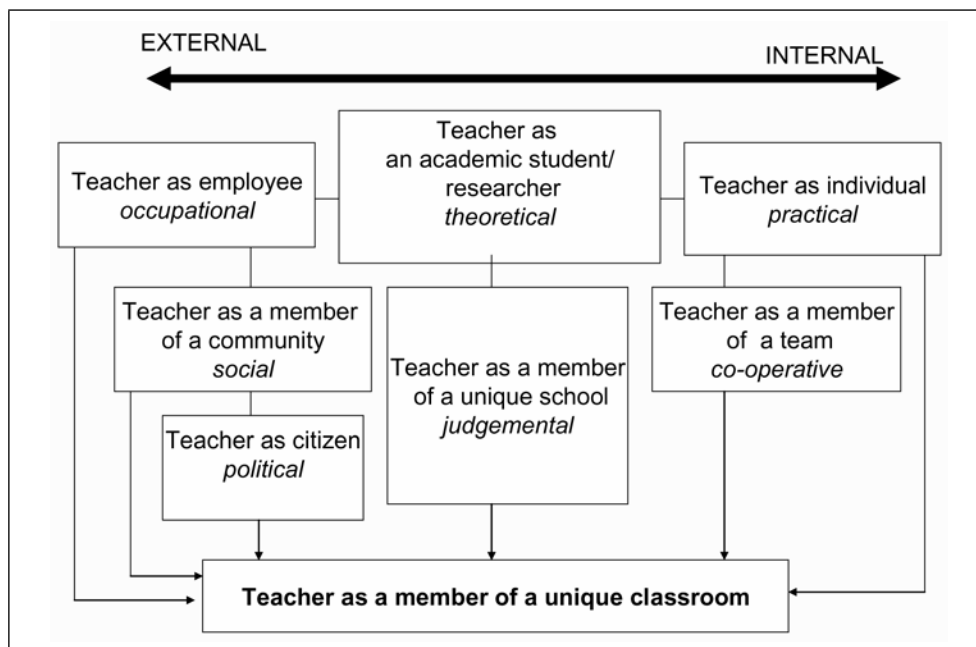 EXTERNAL
INTERNAL
Teacher as employee
occupational
Teacher as
an academic student/
researcher
theoretical
Teacher as individual
practical
Teacher as a member
of a community
social
Teacher as a member
of a unique school
judgemental
Teacher as a member
of a team
co-operative
Teacher as citizen
political
Teacher as a member of a unique classroom